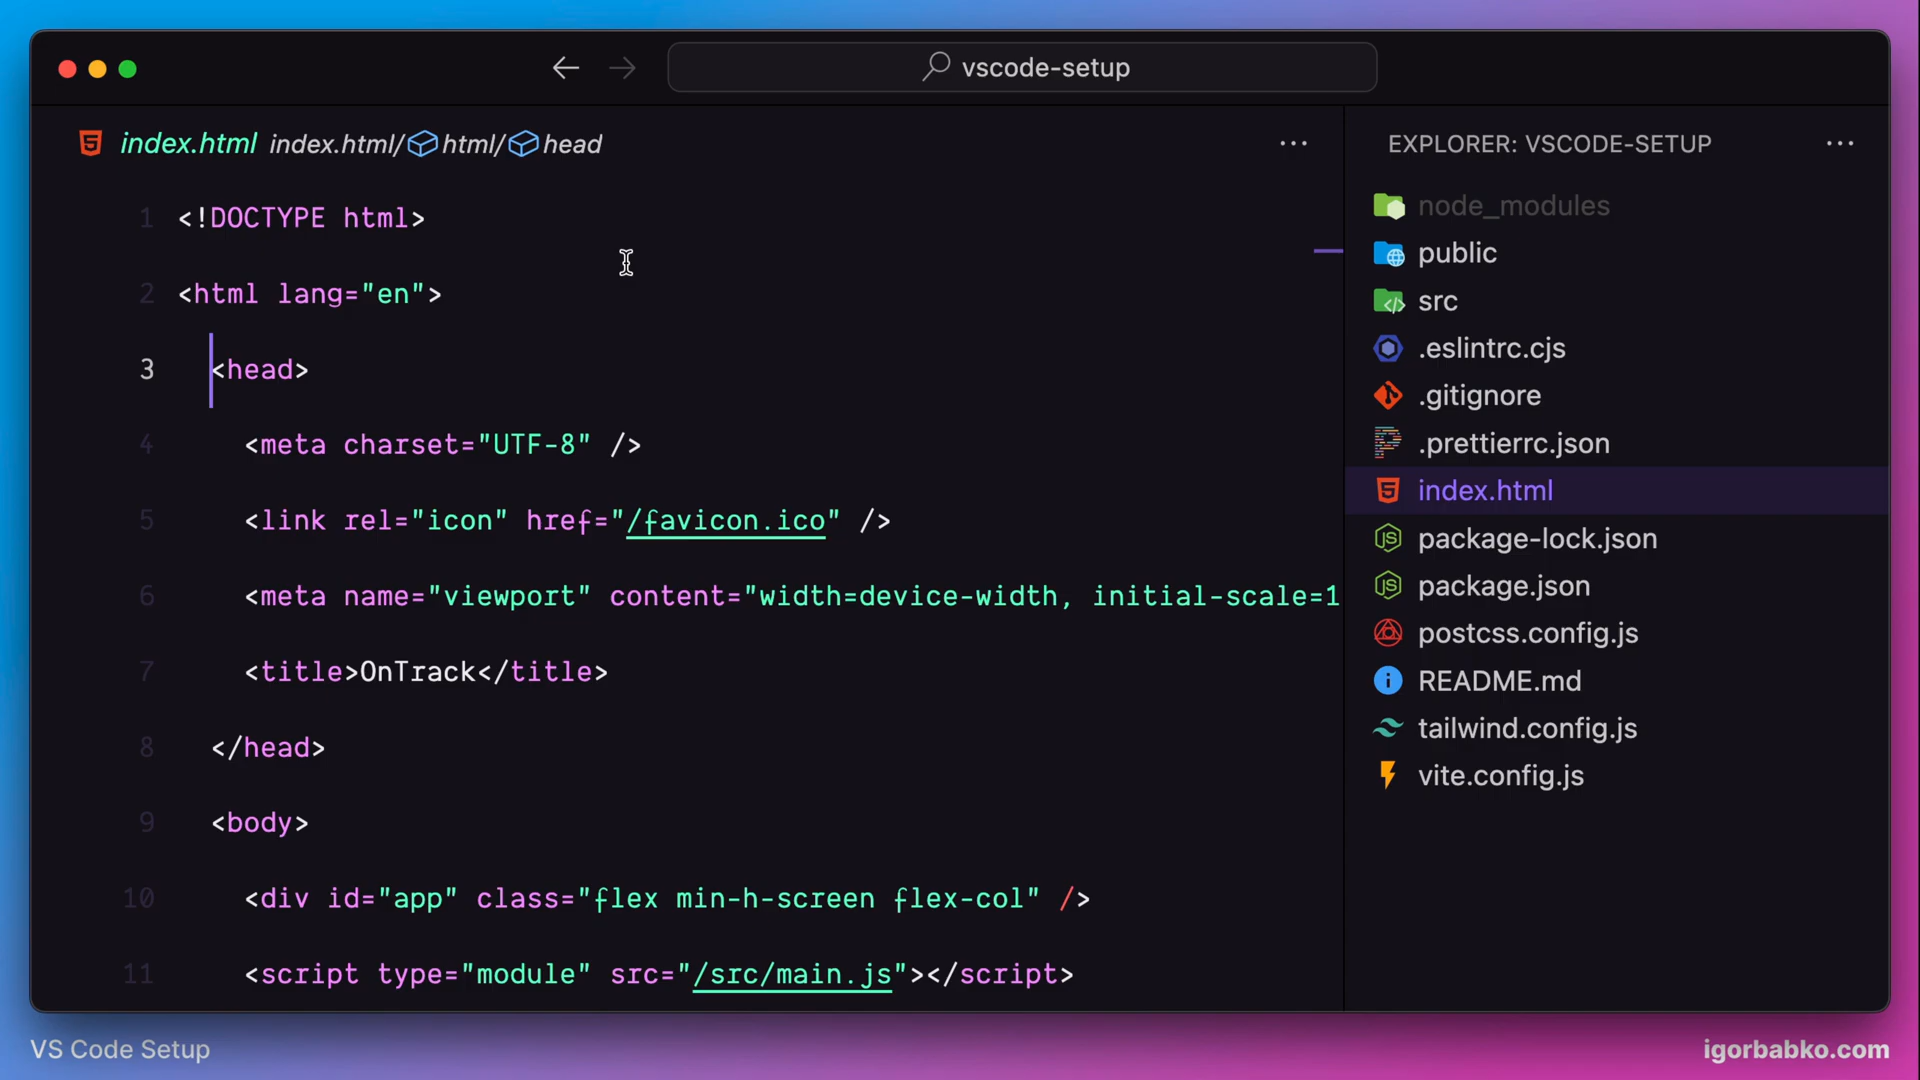 vscode-setup
index.html index.html/html/head
1 <!DOCTYPE html>
2 <html lang="en">
3 <head>
4 <meta charset="UTF-8" />
5 <link rel="icon" href="/favicon.ico" />
6 <meta name="viewport" content="width=device-width, initial-scale=1
7 <title>OnTrack</title>
8 </head>
9 <body>
10 <div id="app" class="flex min-h-screen flex-col" />
11 <script type="module" src="/src/main.js"></script>
EXPLORER: VSCODE-SETUP
node_modules
public
src
.eslintrc.cjs
.gitignore
.prettierrc.json
index.html
package-lock.json
package.json
postcss.config.js
README.md
tailwind.config.js
vite.config.js
VS Code Setup
igorbabko.com